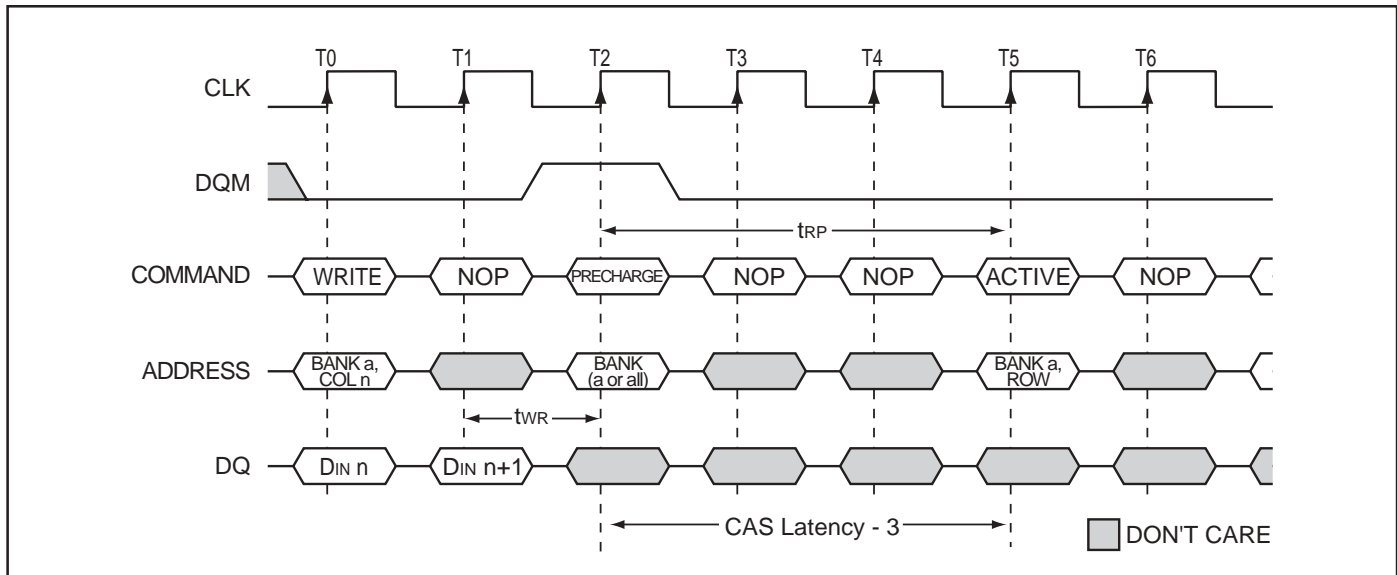 T0 T1 T2 T3 T4 T5 T6
CLK
DQM
tRP
COMMAND WRITE NOP PRECHARGE NOP NOP ACTIVE NOP
ADDRESS BANK a, COL n BANK (a or all) BANK a, ROW
tWR
DQ DIN n DIN n+1
CAS Latency - 3
DON'T CARE